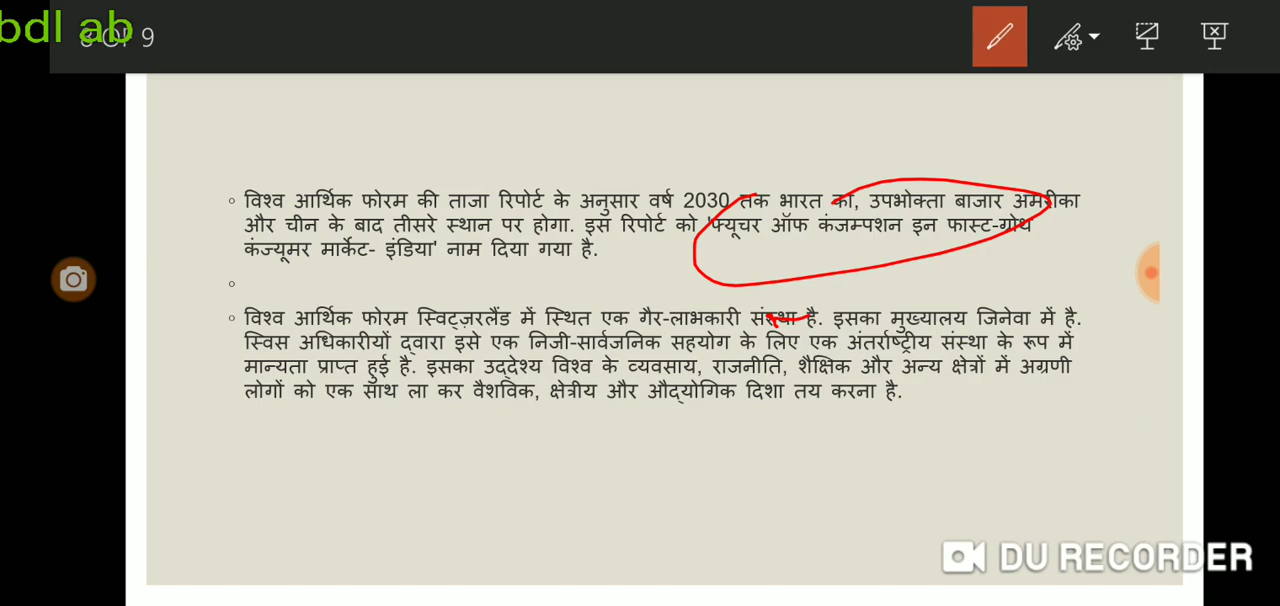 bdl ab
8 OF 9
विश्व आर्थिक फोरम की ताजा रिपोर्ट के अनुसार वर्ष 2030 तक भारत का, उपभोक्ता बाजार अमरीका
और चीन के बाद तीसरे स्थान पर होगा. इस रिपोर्ट को 'फ्यूचर ऑफ कंजम्पशन इन फास्ट-ग्रोथ
कंज्यूमर मार्केट- इंडिया' नाम दिया गया है.
विश्व आर्थिक फोरम स्विट्ज़रलैंड में स्थित एक गैर-लाभकारी संस्था है. इसका मुख्यालय जिनेवा में है.
स्विस अधिकारीयों द्वारा इसे एक निजी-सार्वजनिक सहयोग के लिए एक अंतर्राष्ट्रीय संस्था के रूप में
मान्यता प्राप्त हुई है. इसका उद्देश्य विश्व के व्यवसाय, राजनीति, शैक्षिक और अन्य क्षेत्रों में अग्रणी
लोगों को एक साथ ला कर वैशविक, क्षेत्रीय और औद्योगिक दिशा तय करना है.
DU RECORDER